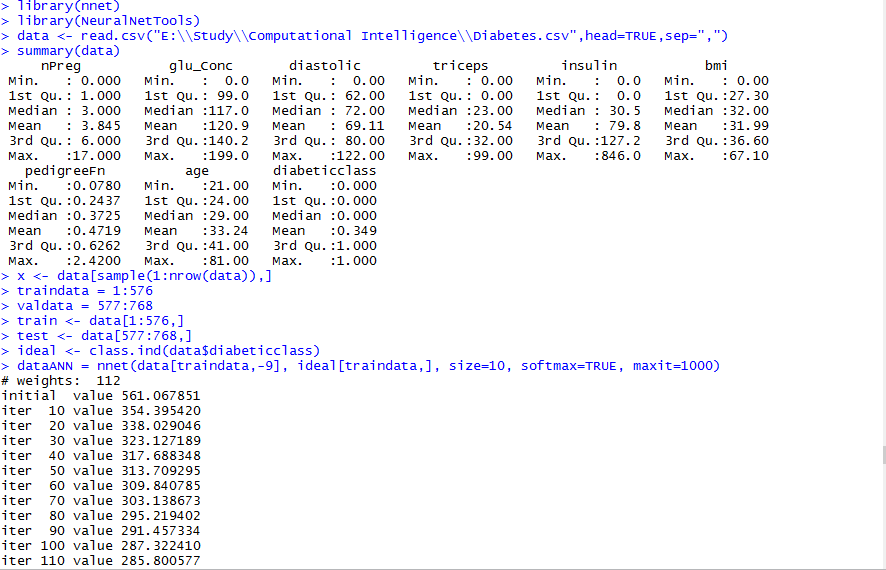 > library(nnet)
> library(NeuralNetTools)
> data <- read.csv("E:\\Study\\Computational Intelligence\\Diabetes.csv",head=TRUE,sep=",")
> summary(data)
     nPreg           glu_Conc       diastolic         triceps         insulin           bmi
 Min.   : 0.000   Min.   :  0.0   Min.   :  0.00   Min.   : 0.00   Min.   :  0.0   Min.   : 0.00
 1st Qu.: 1.000   1st Qu.: 99.0   1st Qu.: 62.00   1st Qu.: 0.00   1st Qu.:  0.0   1st Qu.:27.30
 Median : 3.000   Median :117.0   Median : 72.00   Median :23.00   Median : 30.5   Median :32.00
 Mean   : 3.845   Mean   :120.9   Mean   : 69.11   Mean   :20.54   Mean   : 79.8   Mean   :31.99
 3rd Qu.: 6.000   3rd Qu.:140.2   3rd Qu.: 80.00   3rd Qu.:32.00   3rd Qu.:127.2   3rd Qu.:36.60
 Max.   :17.000   Max.   :199.0   Max.   :122.00   Max.   :99.00   Max.   :846.0   Max.   :67.10
   pedigreeFn          age        diabeticclass
 Min.   :0.0780   Min.   :21.00   Min.   :0.000
 1st Qu.:0.2437   1st Qu.:24.00   1st Qu.:0.000
 Median :0.3725   Median :29.00   Median :0.000
 Mean   :0.4719   Mean   :33.24   Mean   :0.349
 3rd Qu.:0.6262   3rd Qu.:41.00   3rd Qu.:1.000
 Max.   :2.4200   Max.   :81.00   Max.   :1.000
> x <- data[sample(1:nrow(data)),]
> traindata = 1:576
> valdata = 577:768
> train <- data[1:576,]
> test <- data[577:768,]
> ideal <- class.ind(data$diabeticclass)
> dataANN = nnet(data[traindata,-9], ideal[traindata,], size=10, softmax=TRUE, maxit=1000)
# weights:  112
initial  value 561.067851
iter  10 value 354.395420
iter  20 value 338.029046
iter  30 value 323.127189
iter  40 value 317.688348
iter  50 value 313.709295
iter  60 value 309.840785
iter  70 value 303.138673
iter  80 value 295.219402
iter  90 value 291.457334
iter 100 value 287.322410
iter 110 value 285.800577